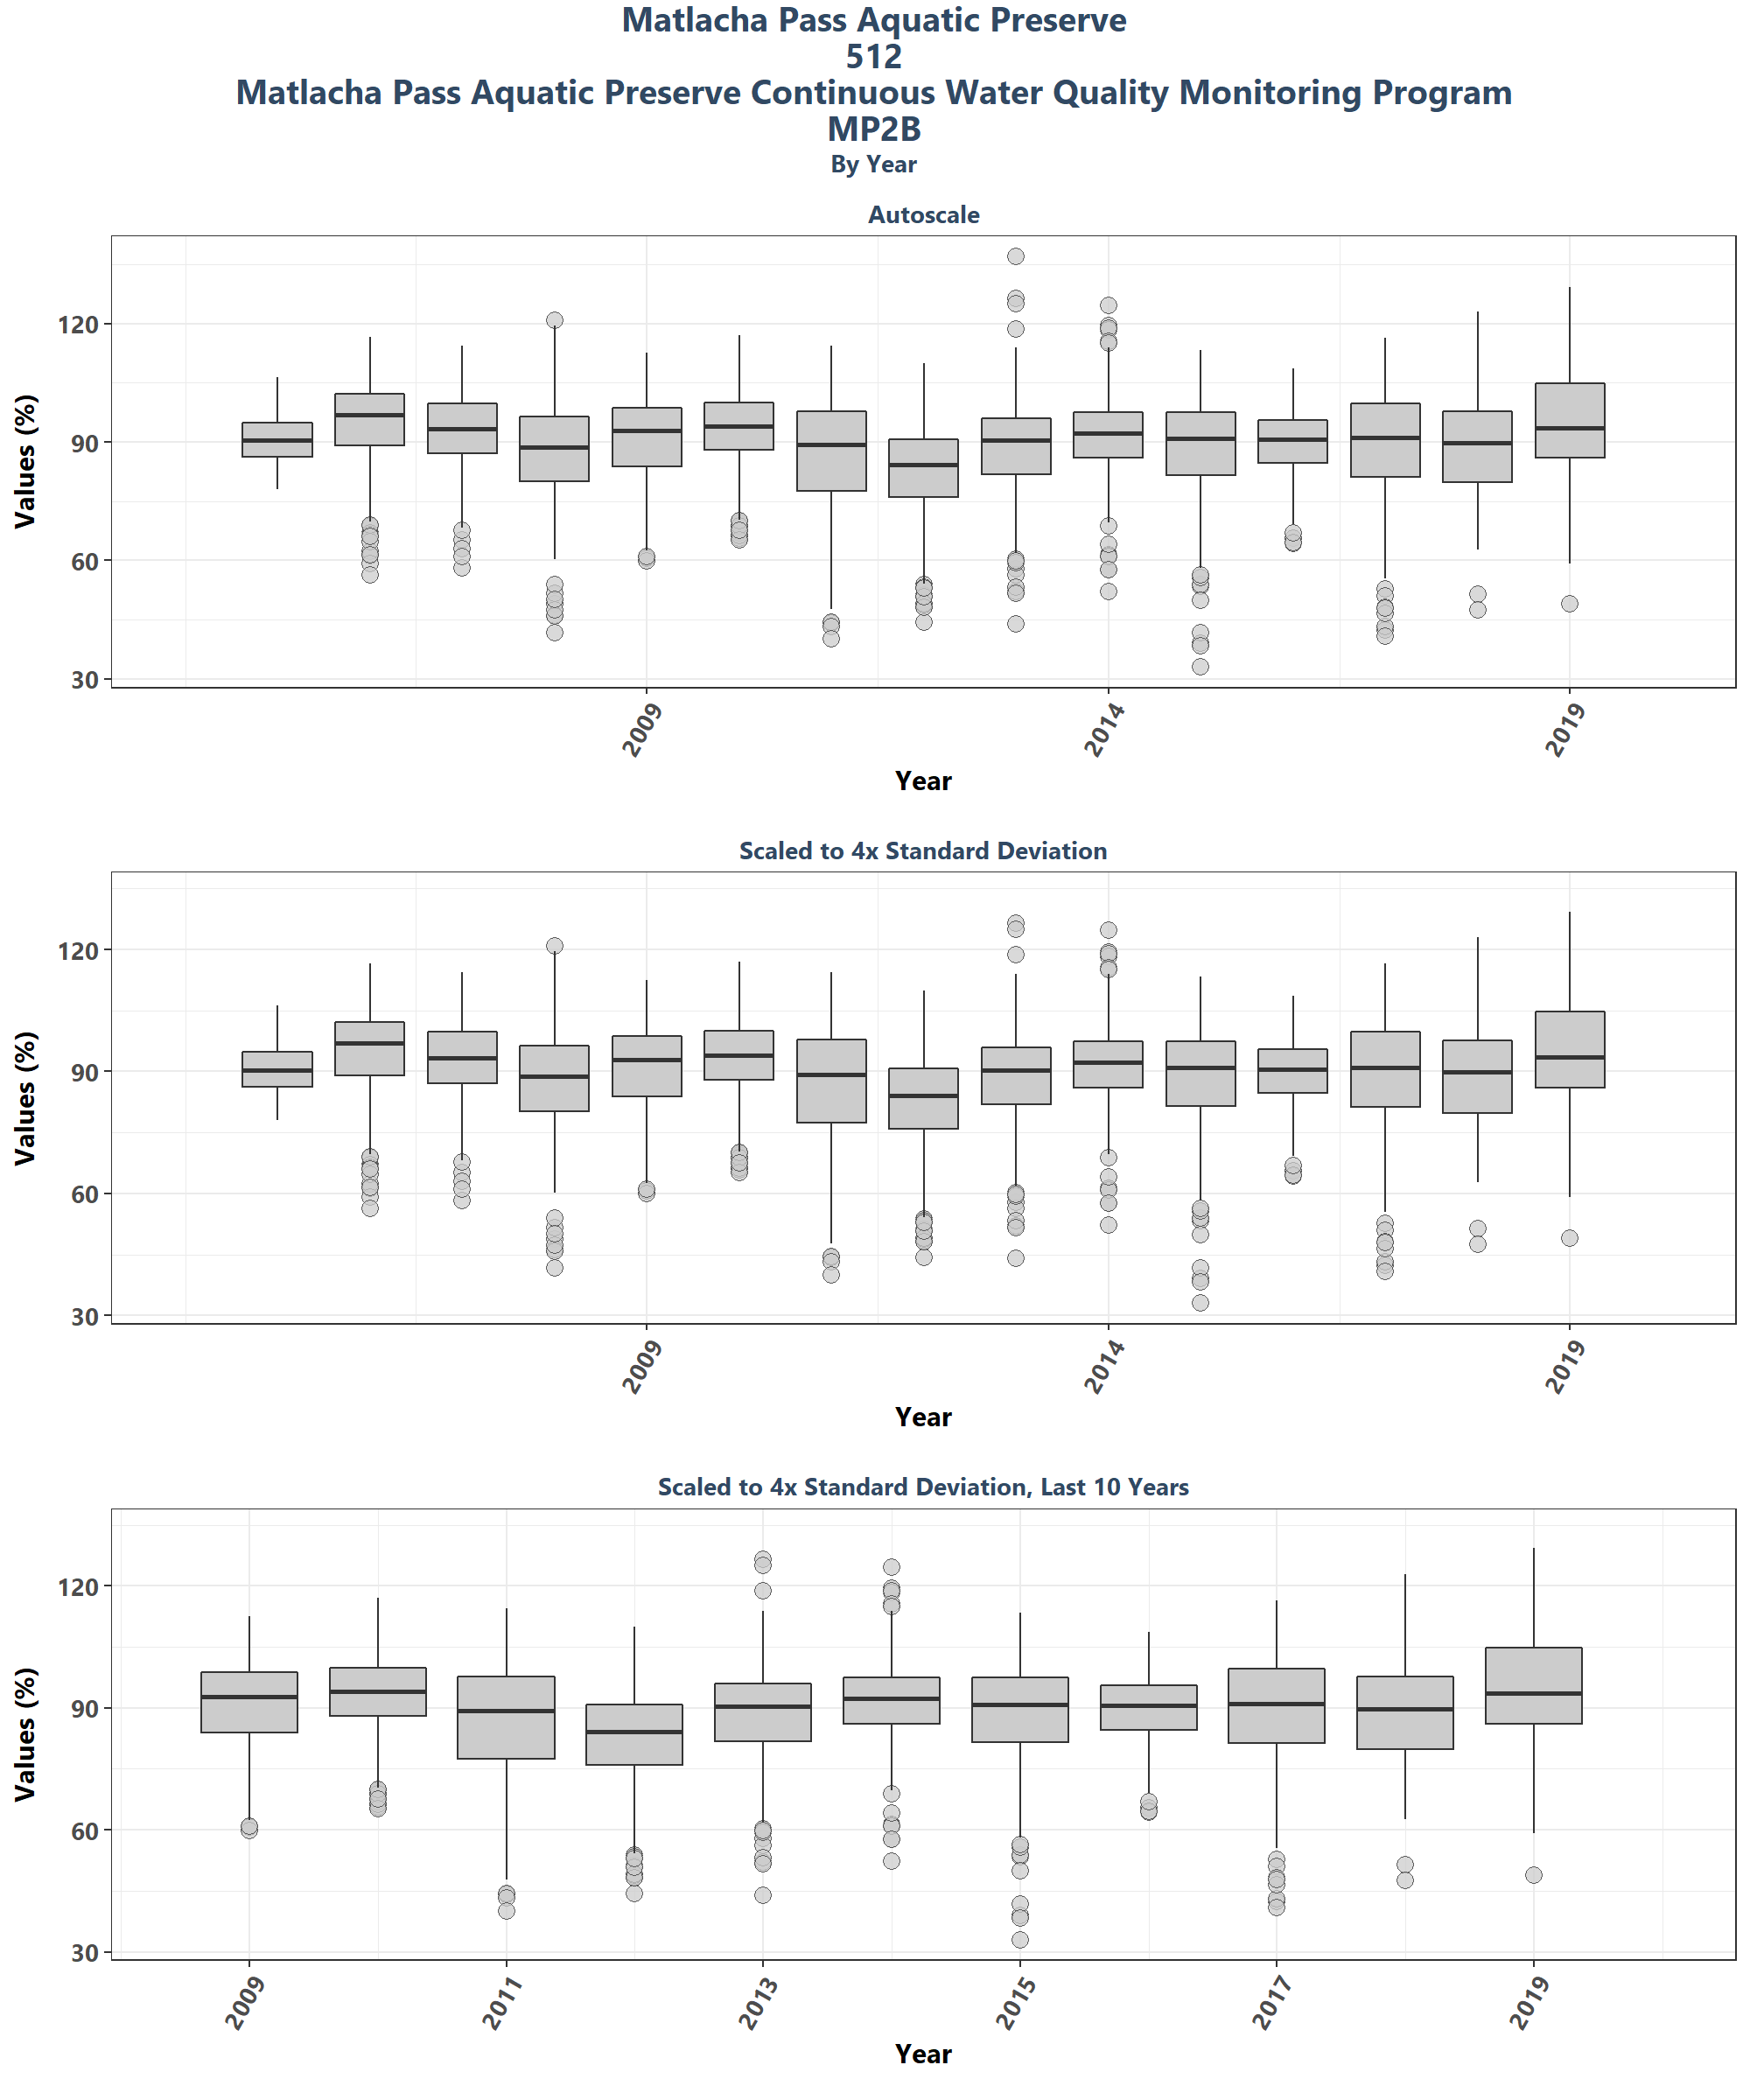 Matlacha Pass Aquatic Preserve
512
Matlacha Pass Aquatic Preserve Continuous Water Quality Monitoring Program
MP2B
By Year
Autoscale
Values (%)
120
90
60
30
2009
2014
2019
Year
Scaled to 4x Standard Deviation
Values (%)
120
90
60
30
2009
2014
2019
Year
Scaled to 4x Standard Deviation, Last 10 Years
Values (%)
120
90
60
30
2009
2011
2013
2015
2017
2019
Year